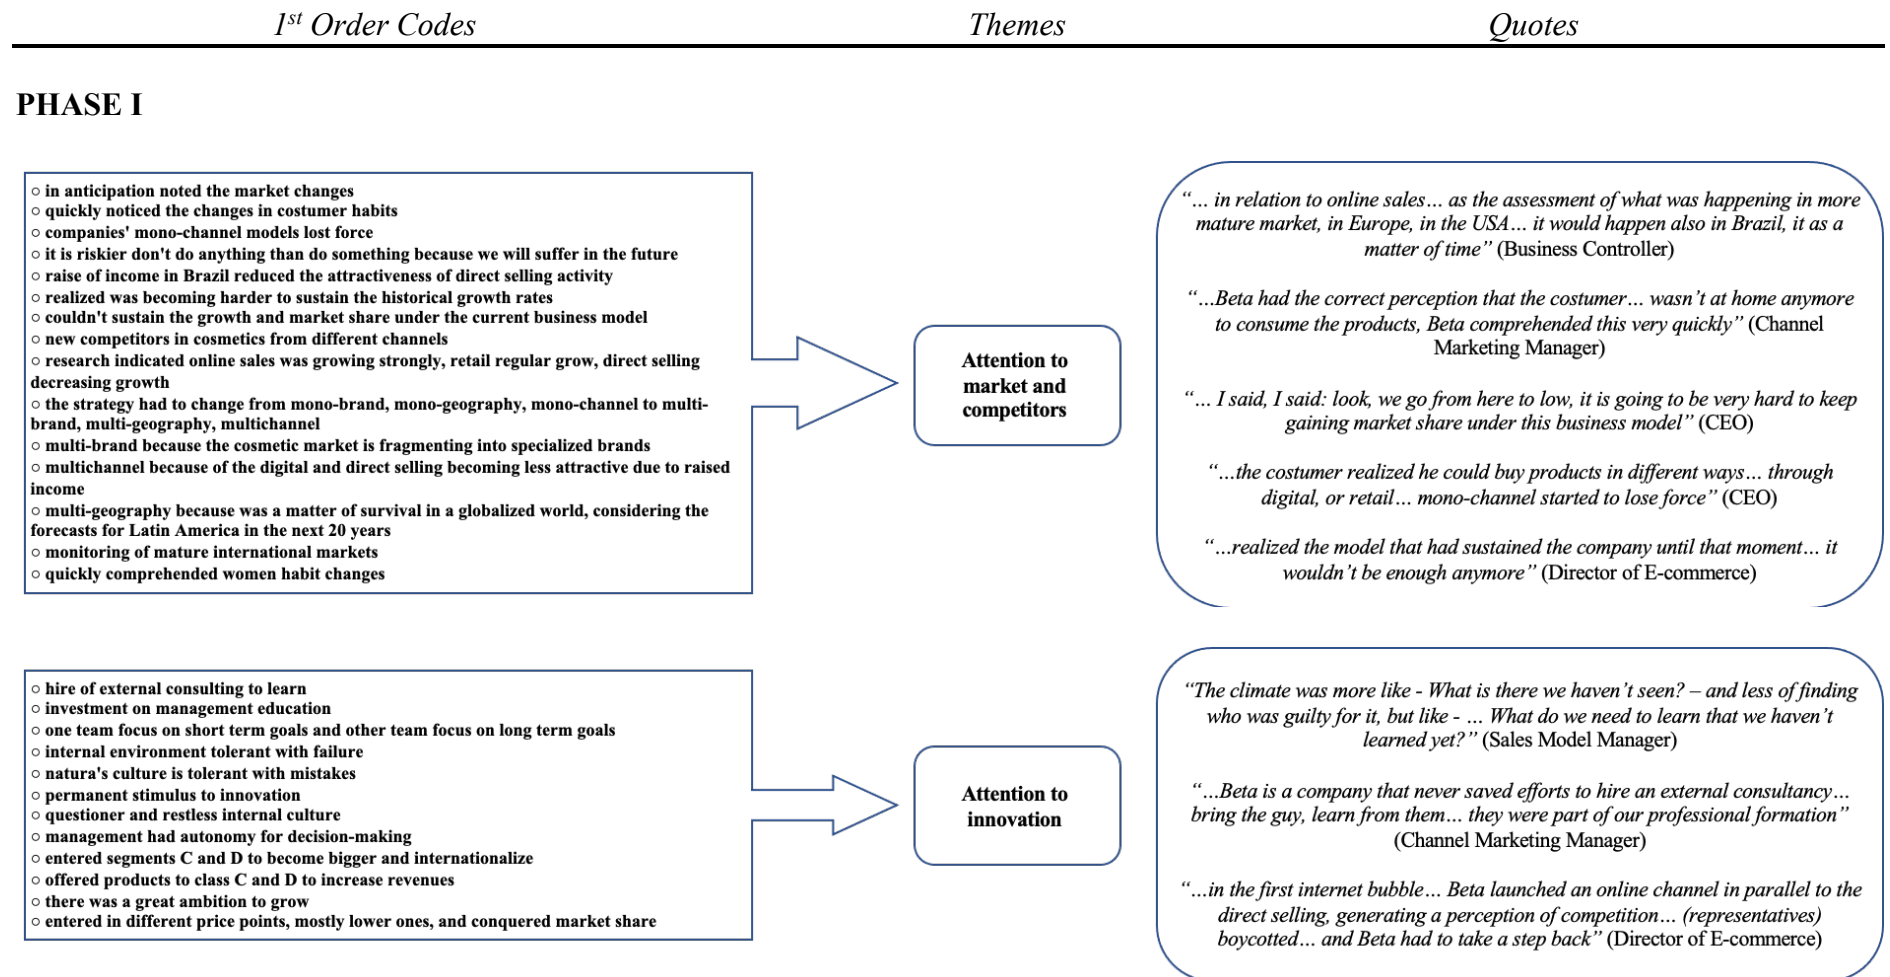 1st Order Codes
Themes
Quotes
PHASE I
○ in anticipation noted the market changes
○ quickly noticed the changes in costumer habits
○ companies' mono-channel models lost force
○ it is riskier don't do anything than do something because we will suffer in the future
○ raise of income in Brazil reduced the attractiveness of direct selling activity
○ realized was becoming harder to sustain the historical growth rates
○ couldn't sustain the growth and market share under the current business model
○ new competitors in cosmetics from different channels
○ research indicated online sales was growing strongly, retail regular grow, direct selling
decreasing growth
○ the strategy had to change from mono-brand, mono-geography, mono-channel to multi-
brand, multi-geography, multichannel
○ multi-brand because the cosmetic market is fragmenting into specialized brands
○ multichannel because of the digital and direct selling becoming less attractive due to raised
income
○ multi-geography because was a matter of survival in a globalized world, considering the
forecasts for Latin America in the next 20 years
○ monitoring of mature international markets
○ quickly comprehended women habit changes
Attention to
market and
competitors
“… in relation to online sales… as the assessment of what was happening in more
mature market, in Europe, in the USA… it would happen also in Brazil, it as a
matter of time” (Business Controller)
“…Beta had the correct perception that the costumer… wasn’t at home anymore
to consume the products, Beta comprehended this very quickly” (Channel
Marketing Manager)
“… I said, I said: look, we go from here to low, it is going to be very hard to keep
gaining market share under this business model” (CEO)
“…the costumer realized he could buy products in different ways… through
digital, or retail… mono-channel started to lose force” (CEO)
“…realized the model that had sustained the company until that moment… it
wouldn’t be enough anymore” (Director of E-commerce)
○ hire of external consulting to learn
○ investment on management education
○ one team focus on short term goals and other team focus on long term goals
○ internal environment tolerant with failure
○ natura's culture is tolerant with mistakes
○ permanent stimulus to innovation
○ questioner and restless internal culture
○ management had autonomy for decision-making
○ entered segments C and D to become bigger and internationalize
○ offered products to class C and D to increase revenues
○ there was a great ambition to grow
○ entered in different price points, mostly lower ones, and conquered market share
Attention to
innovation
“The climate was more like - What is there we haven’t seen? – and less of finding
who was guilty for it, but like - … What do we need to learn that we haven’t
learned yet?” (Sales Model Manager)
“…Beta is a company that never saved efforts to hire an external consultancy…
bring the guy, learn from them… they were part of our professional formation”
(Channel Marketing Manager)
“…in the first internet bubble… Beta launched an online channel in parallel to the
direct selling, generating a perception of competition… (representatives)
boycotted… and Beta had to take a step back” (Director of E-commerce)